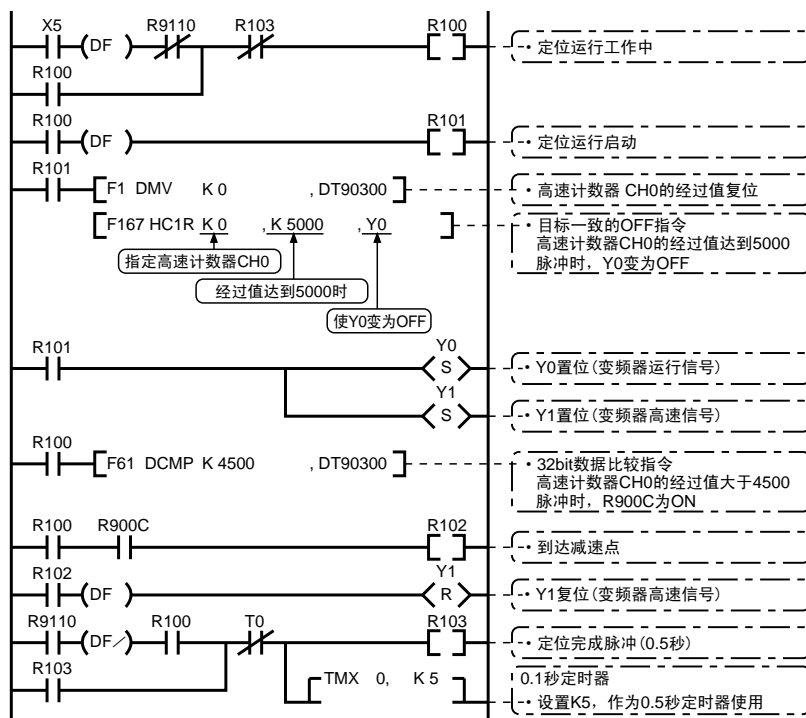 X5 R9110 R103 R100
(DF)
• 定位运行工作中
R100
R100 R101
(DF)
• 定位运行启动
R101
F1 DMV K 0 , DT90300
• 高速计数器 CH0的经过值复位
F167 HC1R K 0 , K 5000 , Y0
• 目标一致的OFF指令
高速计数器CH0的经过值达到5000
脉冲时，Y0变为OFF
指定高速计数器CH0
经过值达到5000时
使Y0变为OFF
R101 Y0
S
• Y0置位(变频器运行信号)
Y1
S
• Y1置位(变频器高速信号)
R100
F61 DCMP K 4500 , DT90300
• 32bit数据比较指令
高速计数器CH0的经过值大于4500
脉冲时，R900C为ON
R100 R900C R102
• 到达减速点
R102 Y1
(DF) R
• Y1复位(变频器高速信号)
R9110 R100 T0 R103
(DF/)
• 定位完成脉冲(0.5秒)
R103
TMX 0, K 5
0.1秒定时器
• 设置K5，作为0.5秒定时器使用